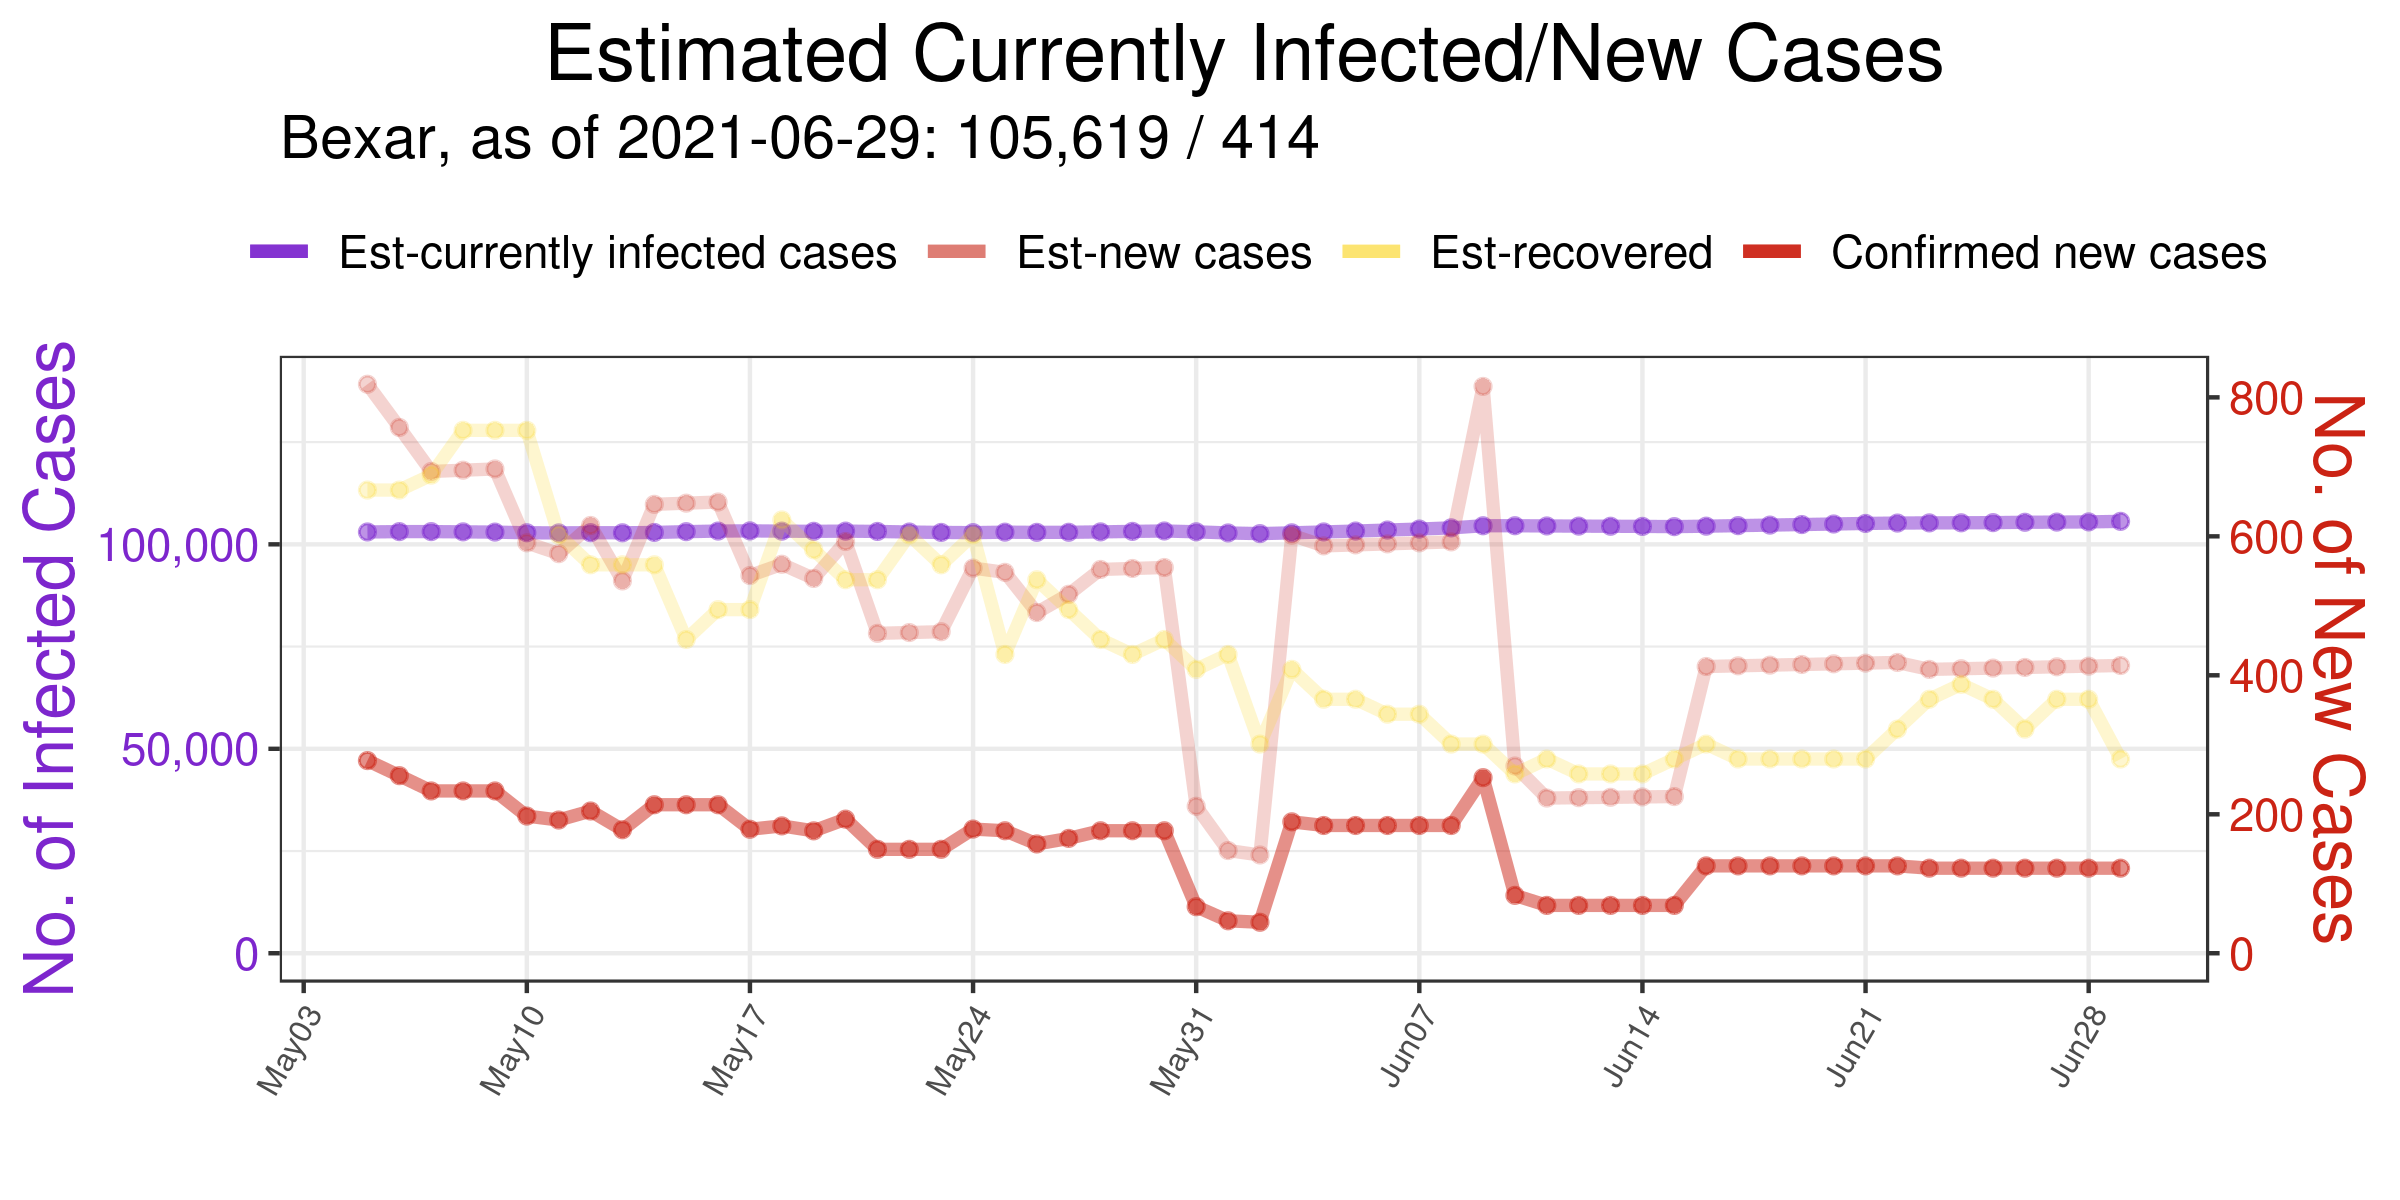 Estimated Currently Infected/New Cases
Bexar, as of 2021-06-29: 105,619 / 414
Est-currently infected cases
Est-new cases
Est-recovered
Confirmed new cases
No. of Infected Cases
100,000
50,000
0
800
600
400
200
0
No. of New Cases
May03
May10
May17
May24
May31
Jun07
Jun14
Jun21
Jun28